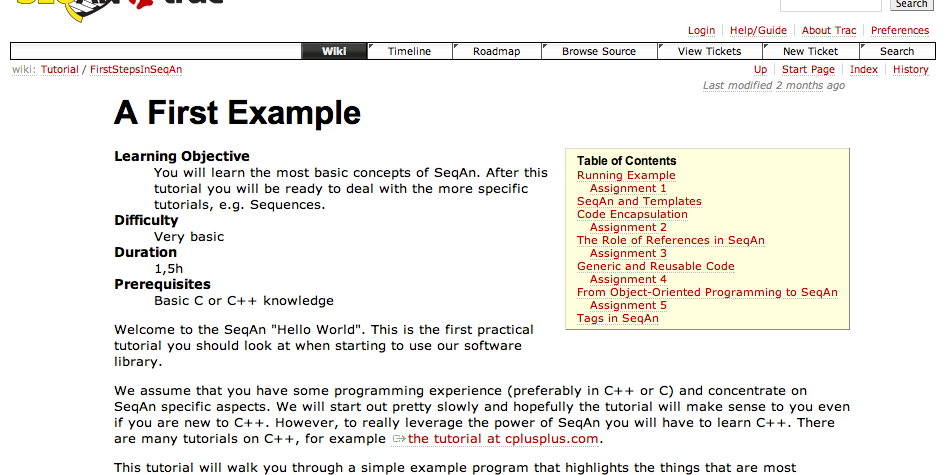 Search
Login Help/Guide About Trac Preferences
Wiki Timeline Roadmap Browse Source View Tickets New Ticket Search
wiki: Tutorial / FirstStepsInSeqAn Up Start Page Index History
Last modified 2 months ago
A First Example
Learning Objective
You will learn the most basic concepts of SeqAn. After this
tutorial you will be ready to deal with the more specific
tutorials, e.g. Sequences.
Difficulty
Very basic
Duration
1,5h
Prerequisites
Basic C or C++ knowledge
Table of Contents
Running Example
Assignment 1
SeqAn and Templates
Code Encapsulation
Assignment 2
The Role of References in SeqAn
Assignment 3
Generic and Reusable Code
Assignment 4
From Object-Oriented Programming to SeqAn
Assignment 5
Tags in SeqAn
Welcome to the SeqAn "Hello World". This is the first practical
tutorial you should look at when starting to use our software
library.
We assume that you have some programming experience (preferably in C++ or C) and concentrate on
SeqAn specific aspects. We will start out pretty slowly and hopefully the tutorial will make sense to you even
if you are new to C++. However, to really leverage the power of SeqAn you will have to learn C++. There
are many tutorials on C++, for example the tutorial at cplusplus.com.
This tutorial will walk you through a simple example program that highlights the things that are most